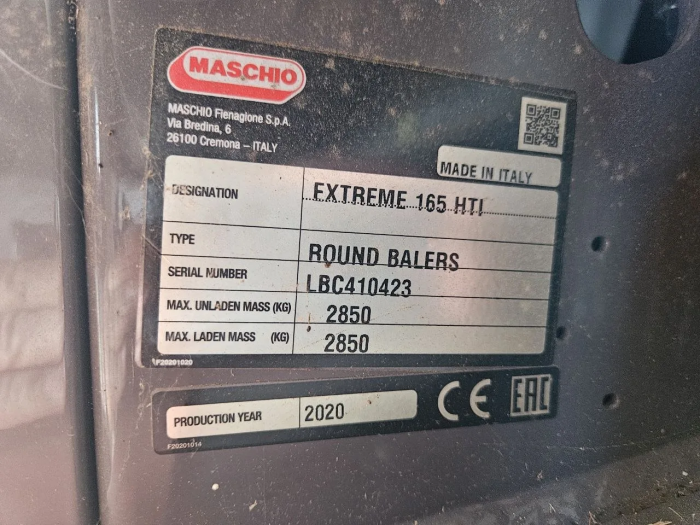 MASCHIO
MASCHIO Fienagione S.p.A.
Via Bredina, 6
26100 Cremona – ITALY
MADE IN ITALY
DESIGNATION EXTREME 165 HTI
TYPE ROUND BALERS
SERIAL NUMBER LBC410423
MAX. UNLADEN MASS (KG) 2850
MAX. LADEN MASS (KG) 2850
F20201020
PRODUCTION YEAR 2020
CE EAC
F20201014